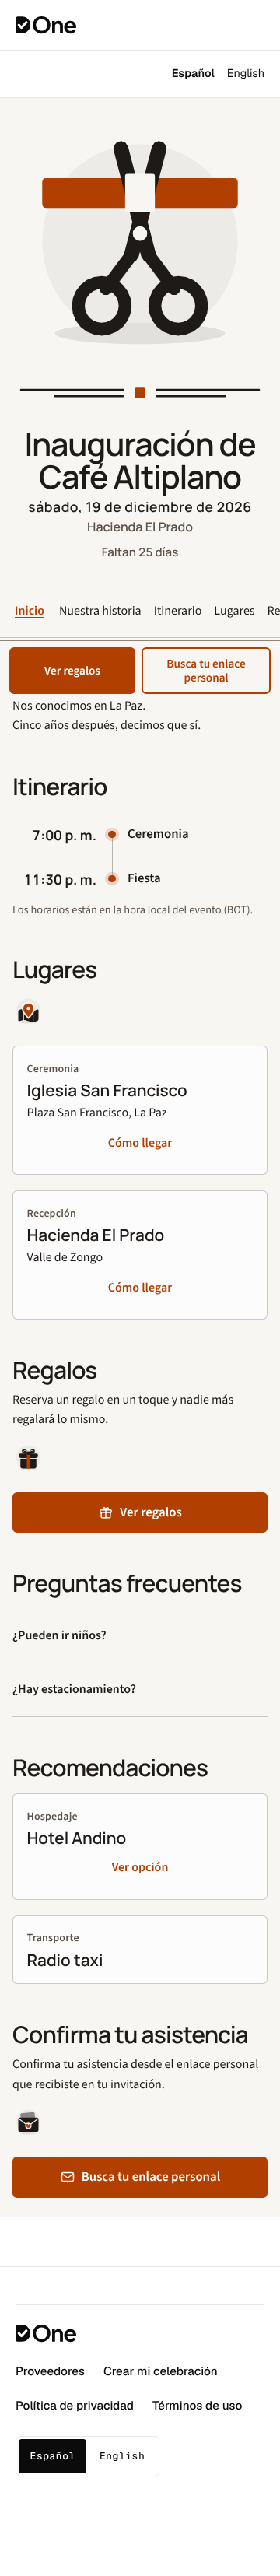 One
Español English
Inauguración de
Café Altiplano
sábado, 19 de diciembre de 2026
Hacienda El Prado
Faltan 25 días
Inicio Nuestra historia Itinerario Lugares Re
Ver regalos
Busca tu enlace
personal
Nos conocimos en La Paz.
Cinco años después, decimos que sí.
Itinerario
7:00 p. m. Ceremonia
11:30 p. m. Fiesta
Los horarios están en la hora local del evento (BOT).
Lugares
Ceremonia
Iglesia San Francisco
Plaza San Francisco, La Paz
Cómo llegar
Recepción
Hacienda El Prado
Valle de Zongo
Cómo llegar
Regalos
Reserva un regalo en un toque y nadie más
regalará lo mismo.
Ver regalos
Preguntas frecuentes
¿Pueden ir niños?
¿Hay estacionamiento?
Recomendaciones
Hospedaje
Hotel Andino
Ver opción
Transporte
Radio taxi
Confirma tu asistencia
Confirma tu asistencia desde el enlace personal
que recibiste en tu invitación.
Busca tu enlace personal
One
Proveedores Crear mi celebración
Política de privacidad Términos de uso
Español English